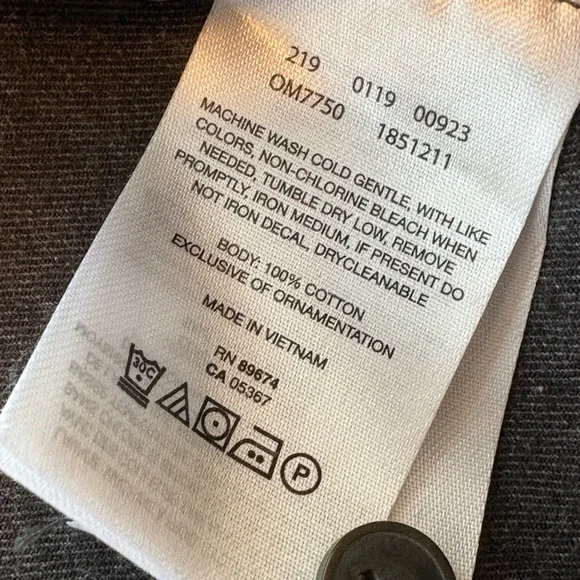 219 0119 00923
OM7750 1851211
MACHINE WASH COLD GENTLE, WITH LIKE
COLORS, NON-CHLORINE BLEACH WHEN
NEEDED, TUMBLE DRY LOW, REMOVE
PROMPTLY, IRON MEDIUM, IF PRESENT DO
NOT IRON DECAL, DRYCLEANABLE
BODY: 100% COTTON
EXCLUSIVE OF ORNAMENTATION
MADE IN VIETNAM
RN 89674
CA 05367
30C
P